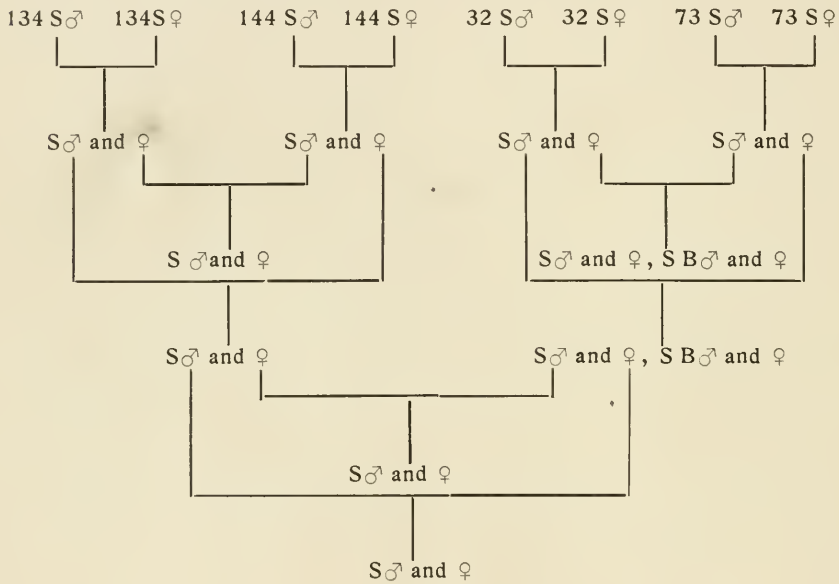 134 S♂ 134S♀ 144 S♂ 144 S♀ 32 S♂ 32 S♀ 73 S♂ 73 S♀
S♂ and ♀ S♂ and ♀ S♂ and ♀ S♂ and ♀
S ♂and ♀ S♂ and ♀, S B♂ and ♀
S♂ and ♀ S♂ and ♀, S B♂ and ♀
S♂ and ♀
S♂ and ♀